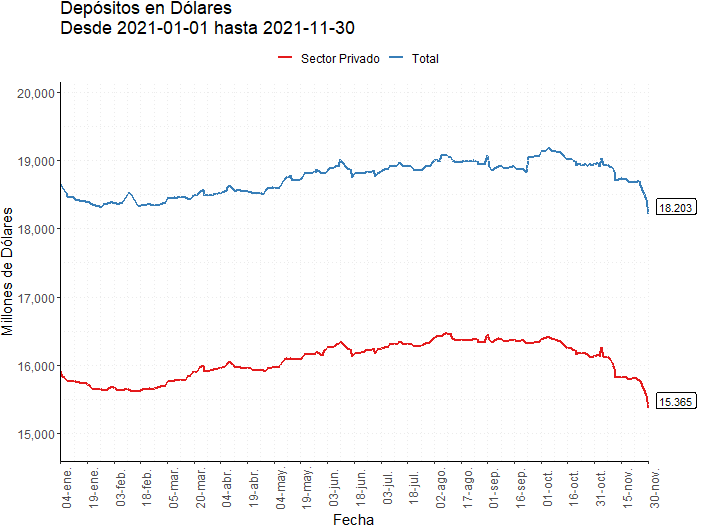 Depósitos en Dólares
Desde 2021-01-01 hasta 2021-11-30
Sector Privado Total
Millones de Dólares
20,000
19,000
18,000
17,000
16,000
15,000
18.203
15.365
04-ene. 19-ene. 03-feb. 18-feb. 05-mar. 20-mar. 04-abr. 19-abr. 04-may. 19-may. 03-jun. 18-jun. 03-jul. 18-jul. 02-ago. 17-ago. 01-sep. 16-sep. 01-oct. 16-oct. 31-oct. 15-nov. 30-nov.
Fecha